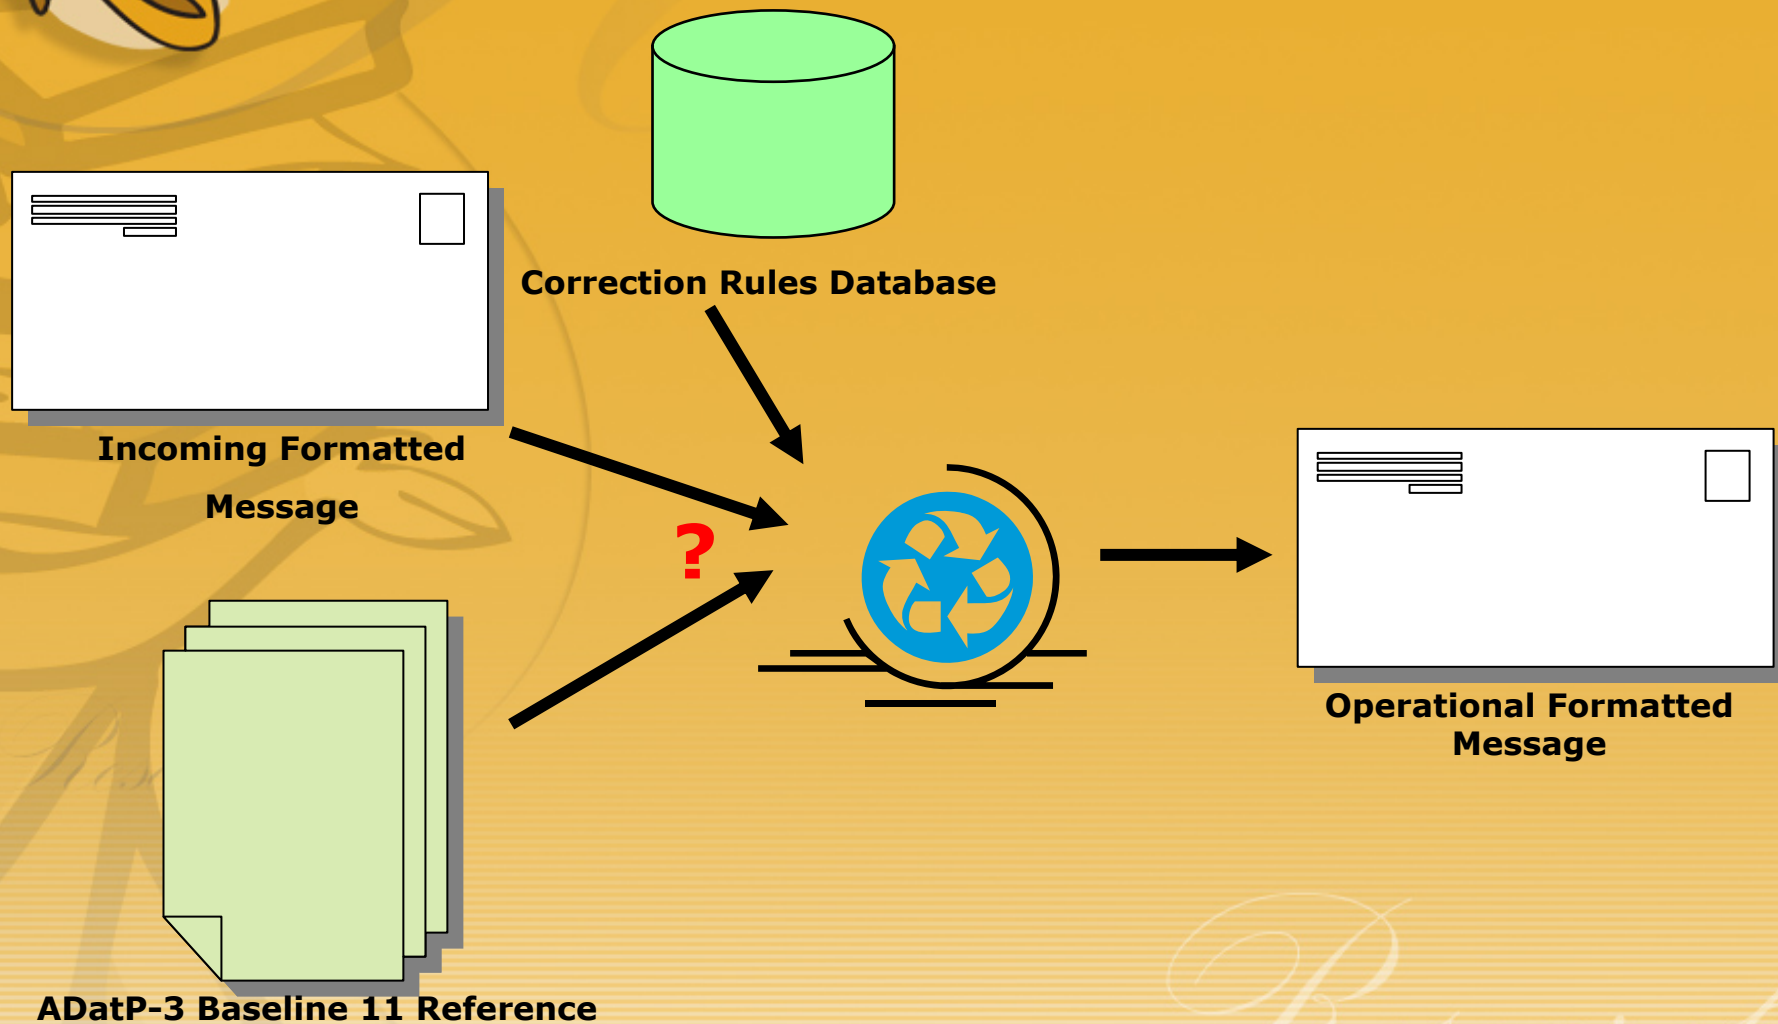 Correction Rules Database
Incoming Formatted
Message
?
Operational Formatted
Message
ADatP-3 Baseline 11 Reference